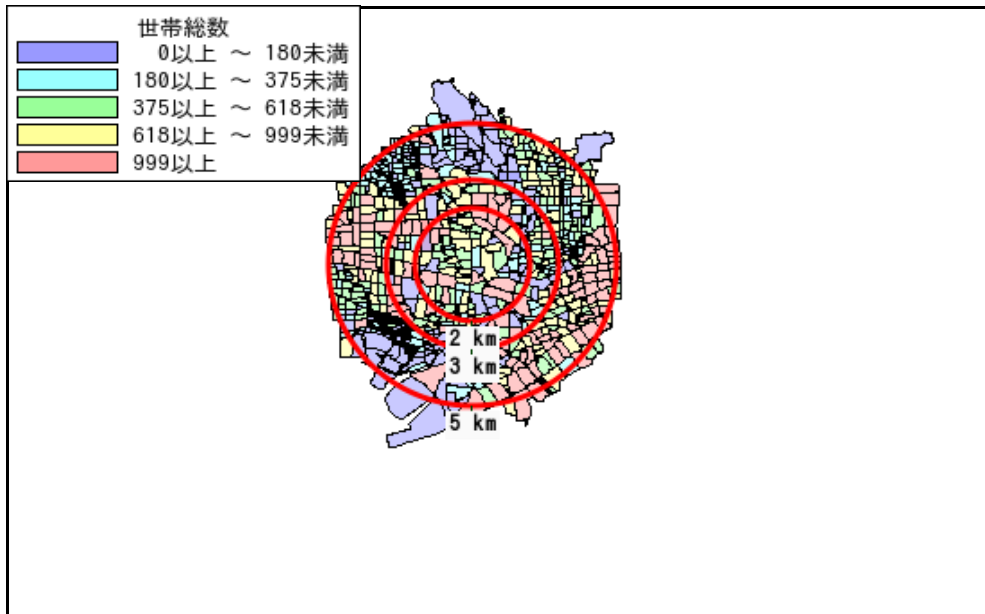 世帯総数
0以上 ～ 180未満
180以上 ～ 375未満
375以上 ～ 618未満
618以上 ～ 999未満
999以上
2 km
3 km
5 km